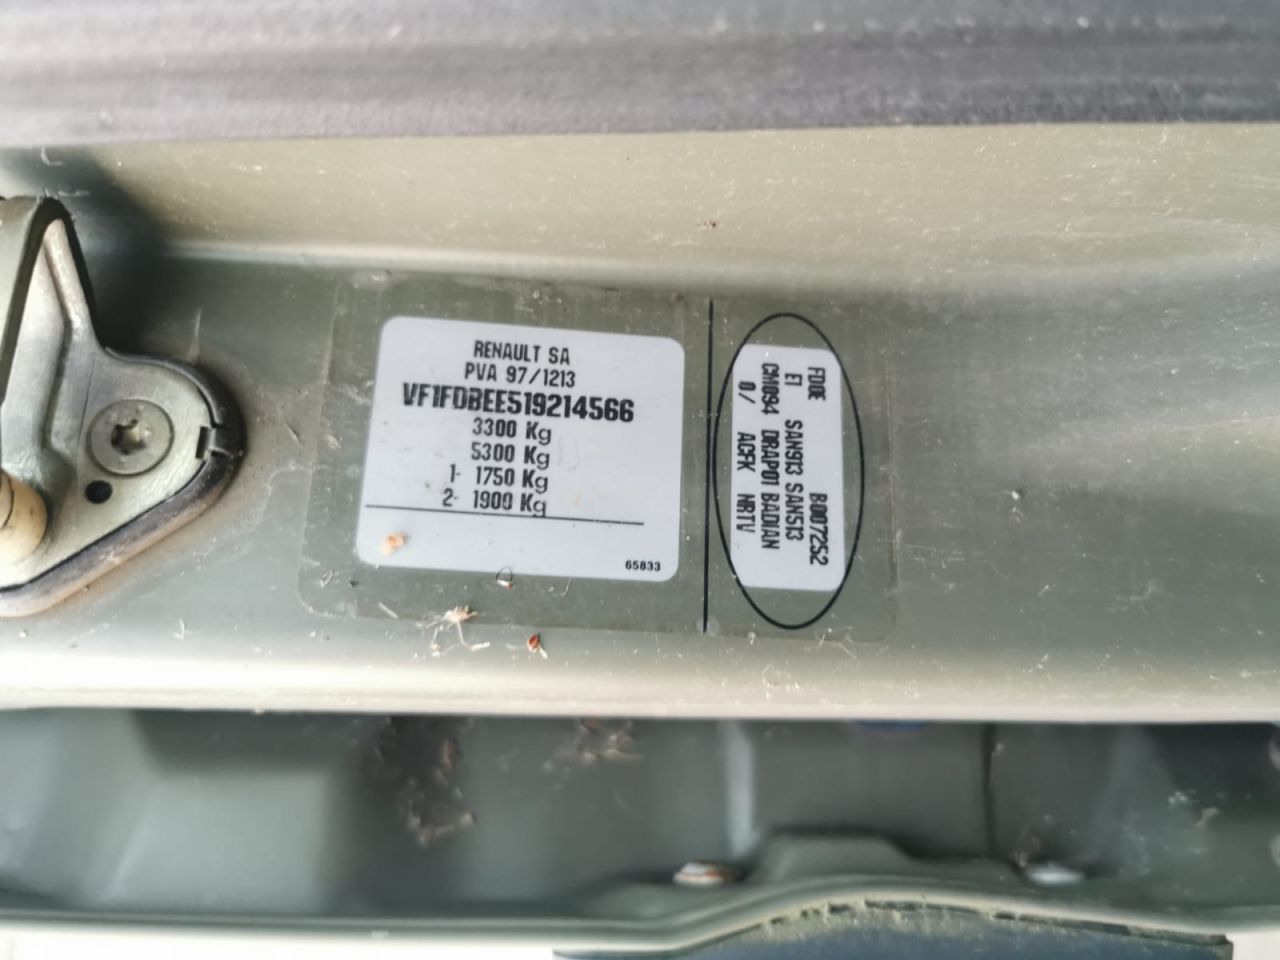 RENAULT SA
PVA 97/1213
VF1FDBEE519214566
3300 Kg
5300 Kg
1- 1750 Kg
2- 1900 Kg
65833
FDOE B007252
E1 SAN913 SAN513
CM094 DRAP01 BADIAN
0/ ACFK NRTV